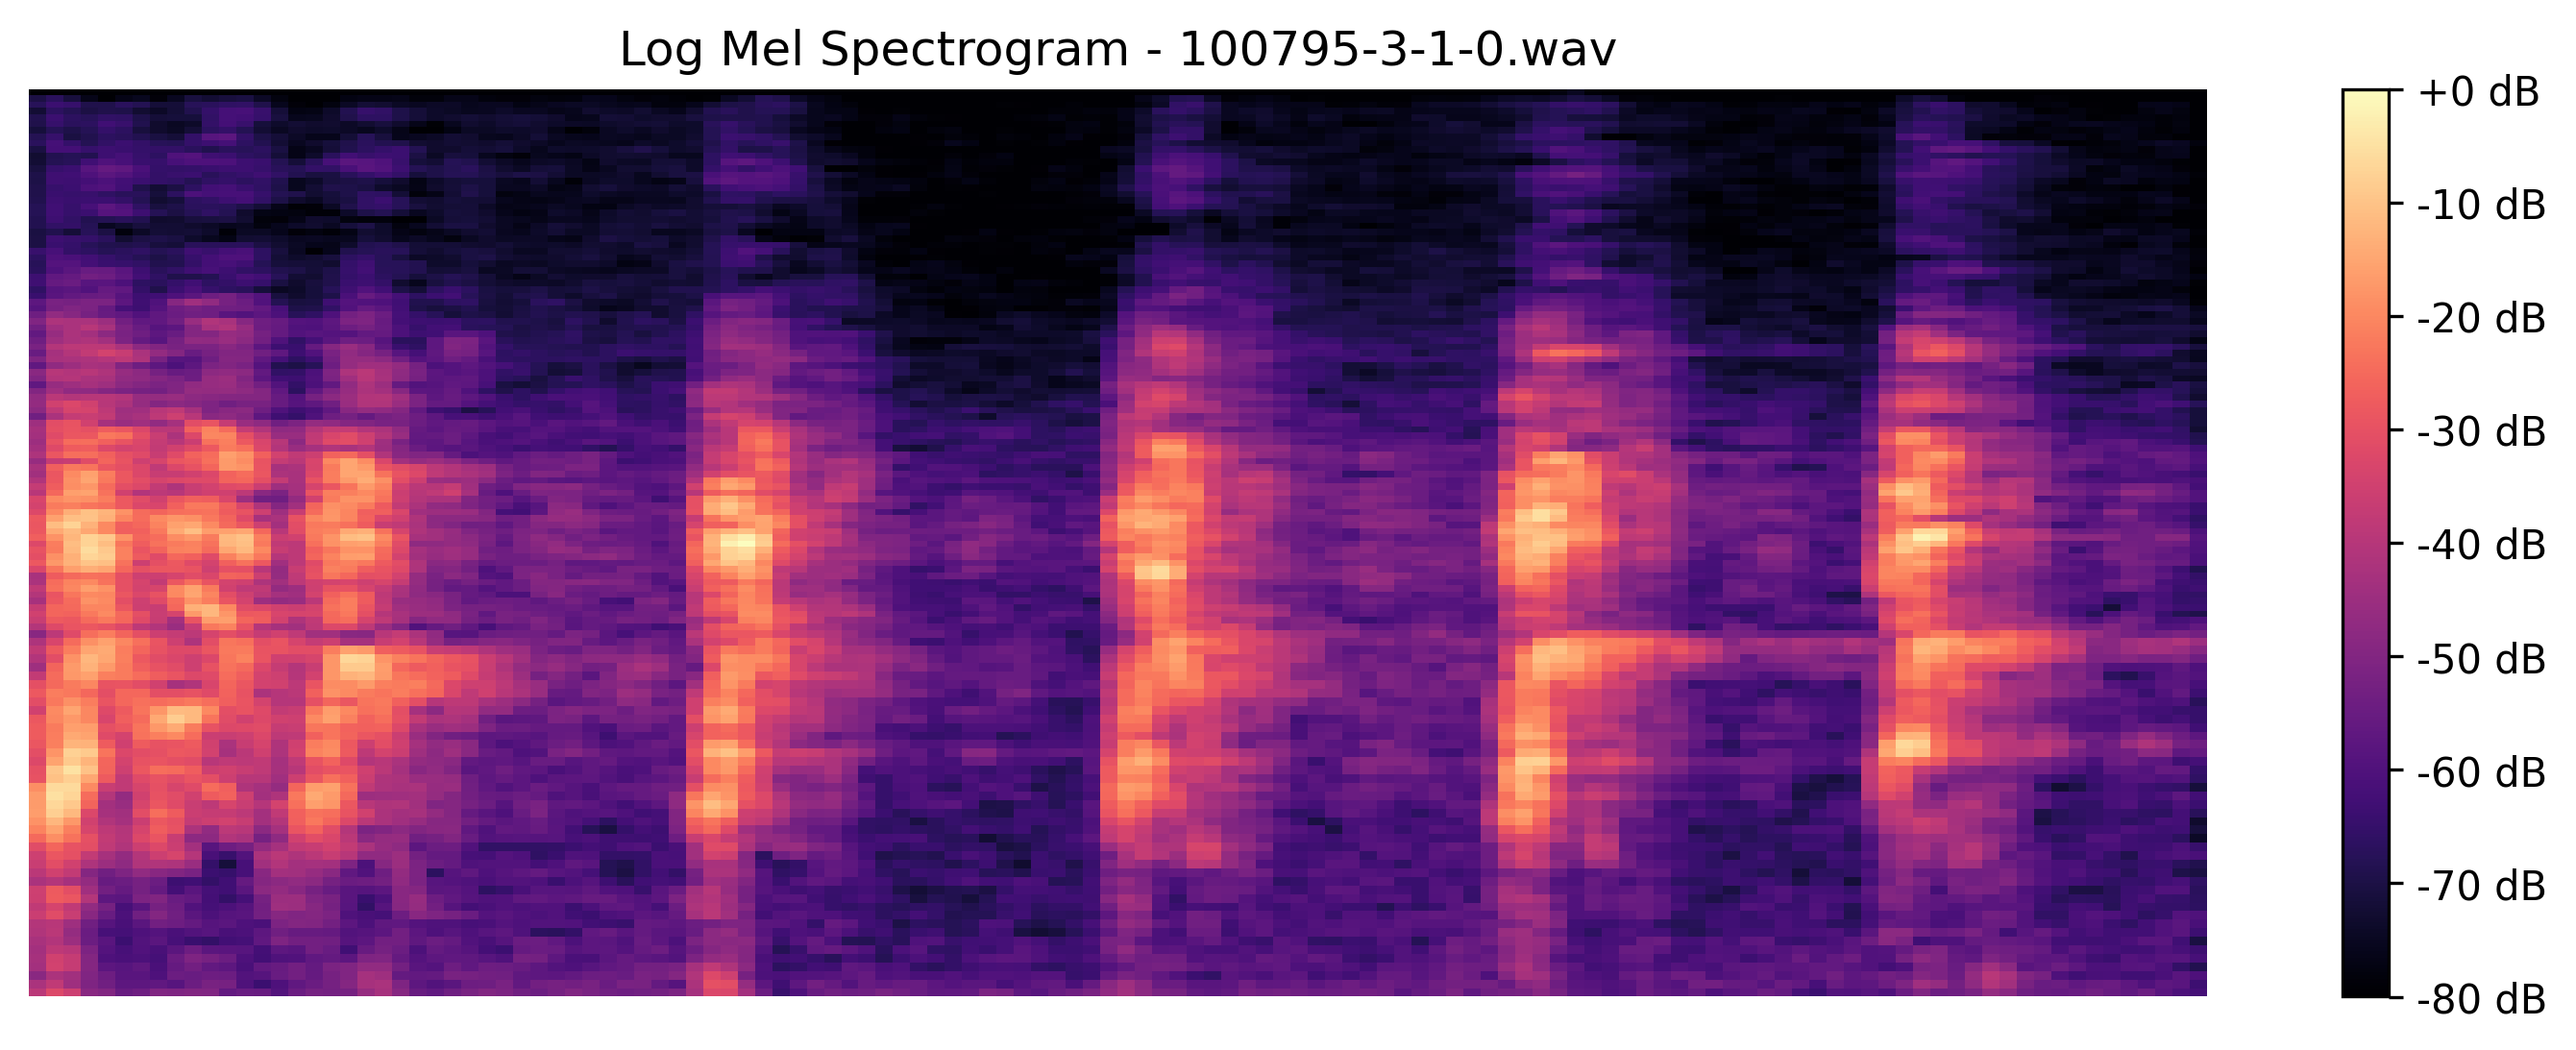 Log Mel Spectrogram - 100795-3-1-0.wav
+0 dB
-10 dB
-20 dB
-30 dB
-40 dB
-50 dB
-60 dB
-70 dB
-80 dB